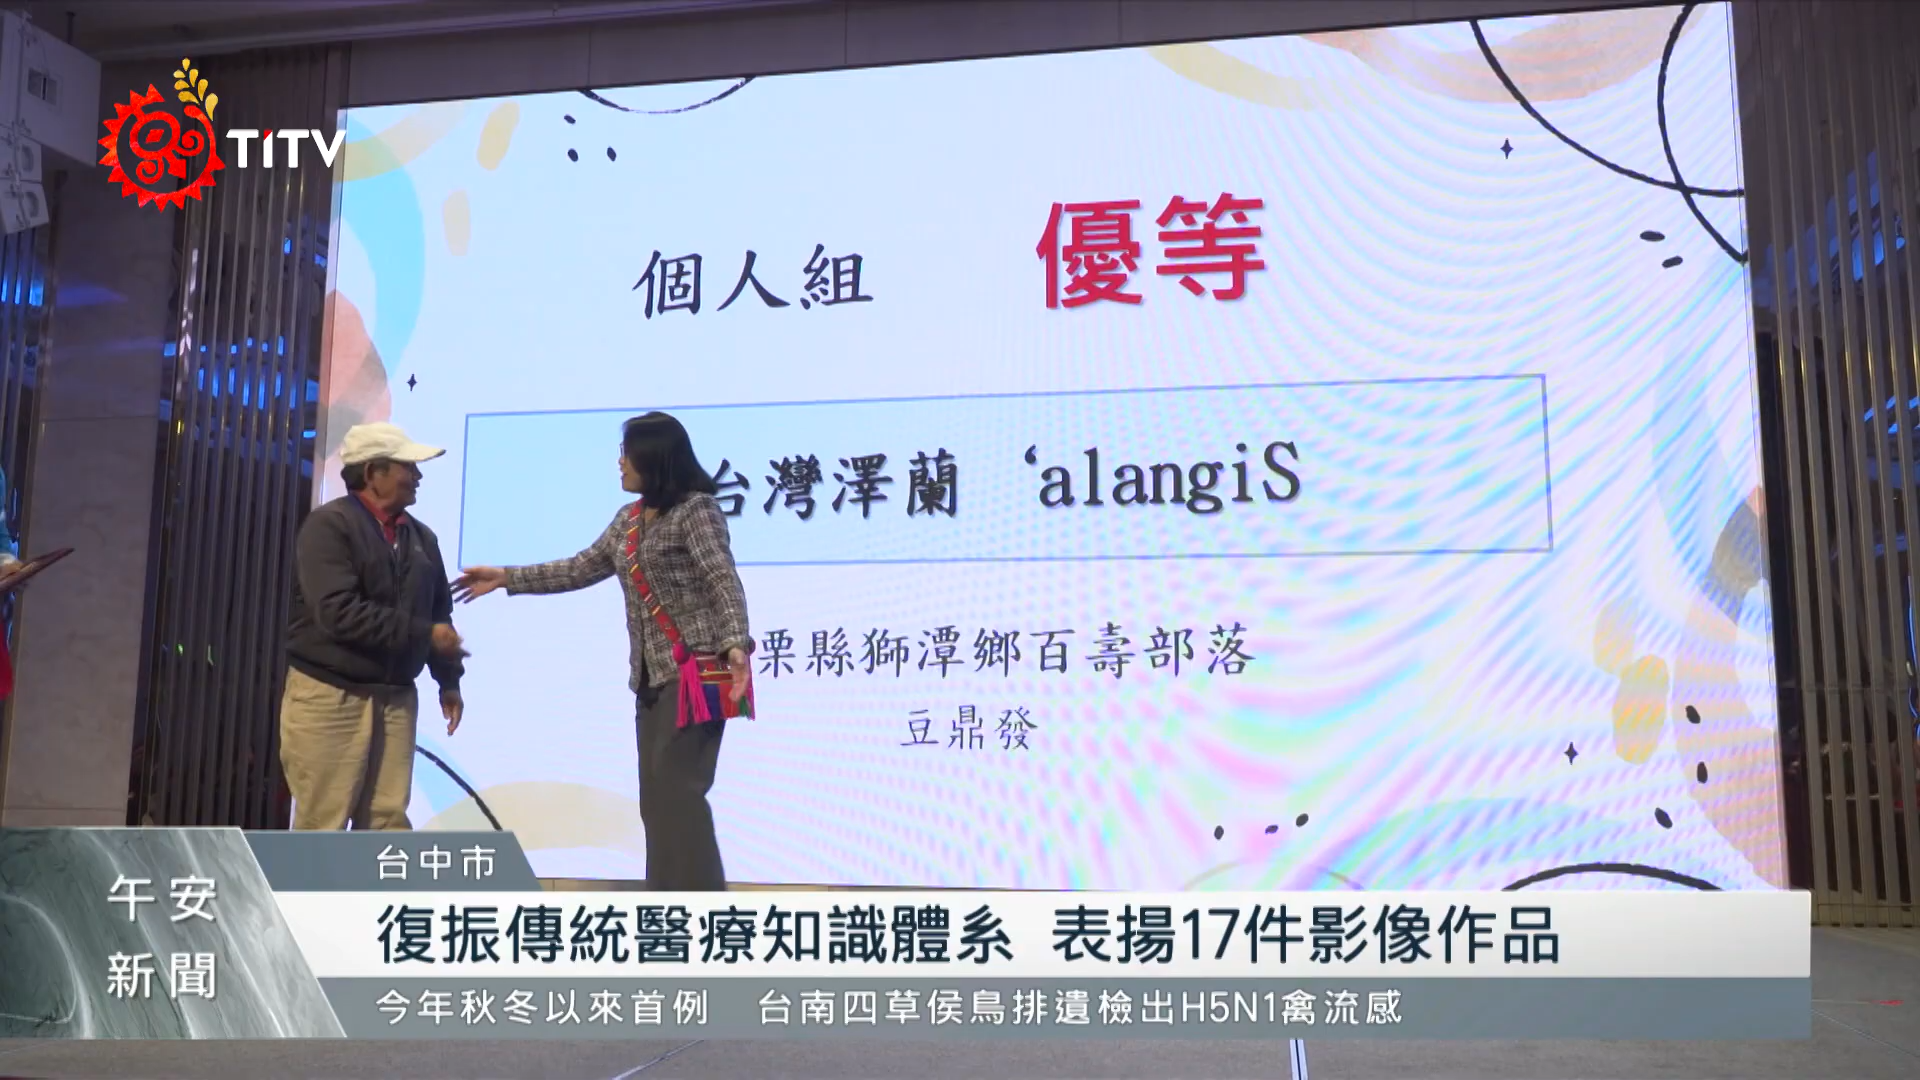 TITV
個人組 優等
台灣澤蘭 ‘alangiS
栗縣獅潭鄉百壽部落
豆鼎發
台中市
午安
新聞
復振傳統醫療知識體系 表揚17件影像作品
今年秋冬以來首例 台南四草侯鳥排遺檢出H5N1禽流感